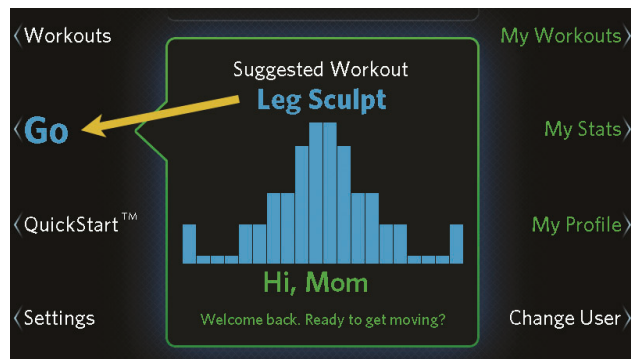 Workouts
Go
QuickStart™
Settings
Suggested Workout
Leg Sculpt
Hi, Mom
Welcome back. Ready to get moving?
My Workouts
My Stats
My Profile
Change User